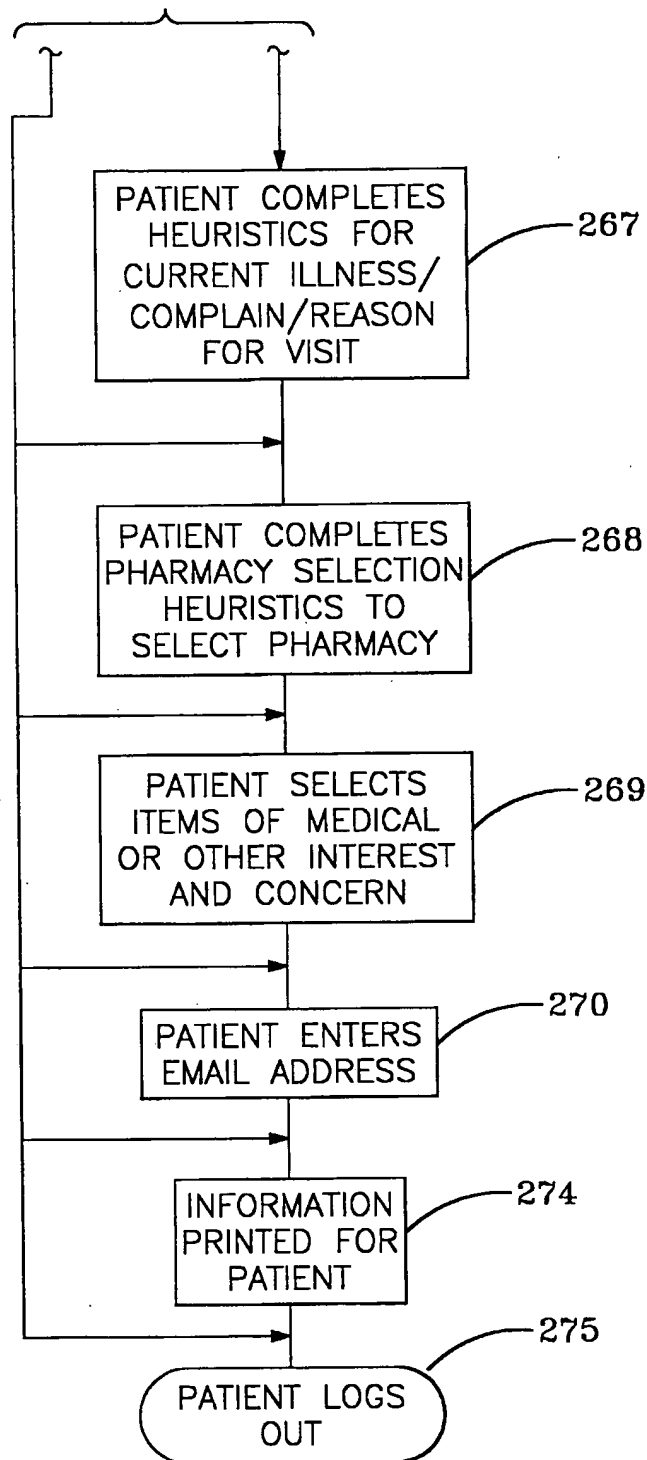 PATIENT COMPLETES
HEURISTICS FOR
CURRENT ILLNESS/
COMPLAIN/REASON
FOR VISIT
267
PATIENT COMPLETES
PHARMACY SELECTION
HEURISTICS TO
SELECT PHARMACY
268
PATIENT SELECTS
ITEMS OF MEDICAL
OR OTHER INTEREST
AND CONCERN
269
PATIENT ENTERS
EMAIL ADDRESS
270
INFORMATION
PRINTED FOR
PATIENT
274
PATIENT LOGS
OUT
275